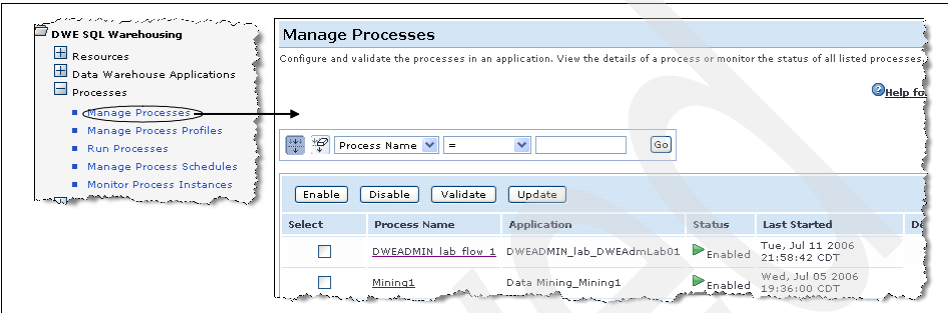 DWE SQL Warehousing
Resources
Data Warehouse Applications
Processes
Manage Processes
Manage Process Profiles
Run Processes
Manage Process Schedules
Monitor Process Instances
Manage Processes
Configure and validate the processes in an application. View the details of a process or monitor the status of all listed processes.
Help fo
Process Name = Go
Enable Disable Validate Update
Select Process Name Application Status Last Started
DWEADMIN_lab_flow_1 DWEADMIN_lab_DWEAdmLab01 Enabled Tue, Jul 11 2006
21:58:42 CDT
Mining1 Data Mining_Mining1 Enabled Wed, Jul 05 2006
19:36:00 CDT